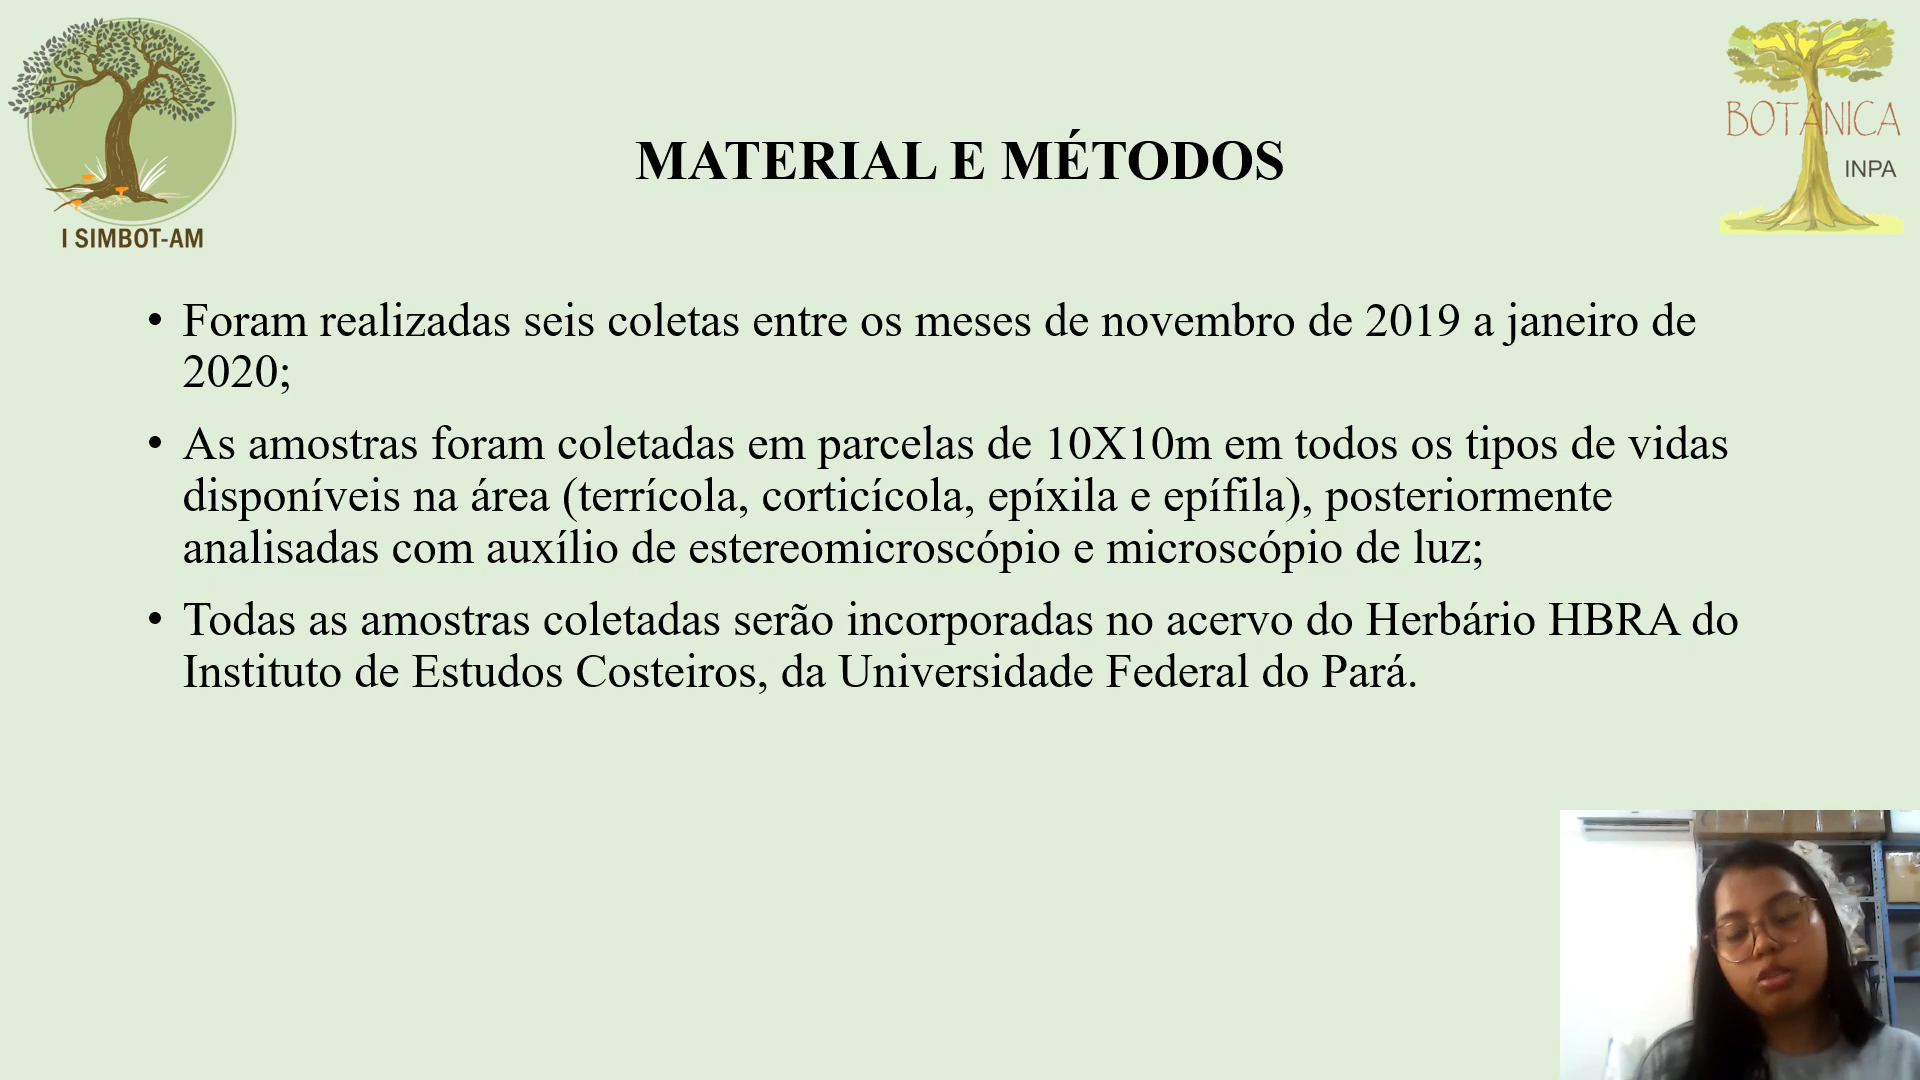 I SIMBOT-AM
BOTÂNICA
INPA
MATERIAL E MÉTODOS
• Foram realizadas seis coletas entre os meses de novembro de 2019 a janeiro de
2020;
• As amostras foram coletadas em parcelas de 10X10m em todos os tipos de vidas
disponíveis na área (terrícola, corticícola, epíxila e epífila), posteriormente
analisadas com auxílio de estereomicroscópio e microscópio de luz;
• Todas as amostras coletadas serão incorporadas no acervo do Herbário HBRA do
Instituto de Estudos Costeiros, da Universidade Federal do Pará.